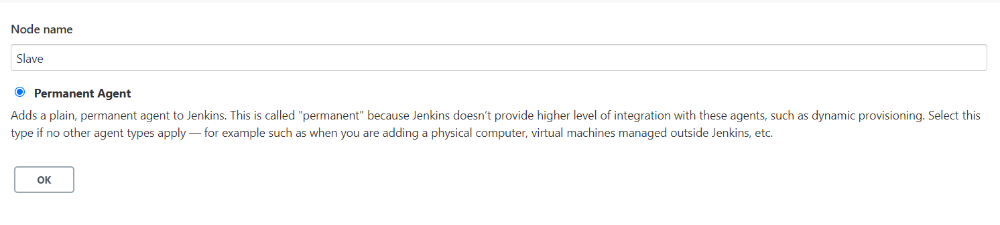 Node name
Slave
Permanent Agent
Adds a plain, permanent agent to Jenkins. This is called "permanent" because Jenkins doesn’t provide higher level of integration with these agents, such as dynamic provisioning. Select this
type if no other agent types apply — for example such as when you are adding a physical computer, virtual machines managed outside Jenkins, etc.
OK